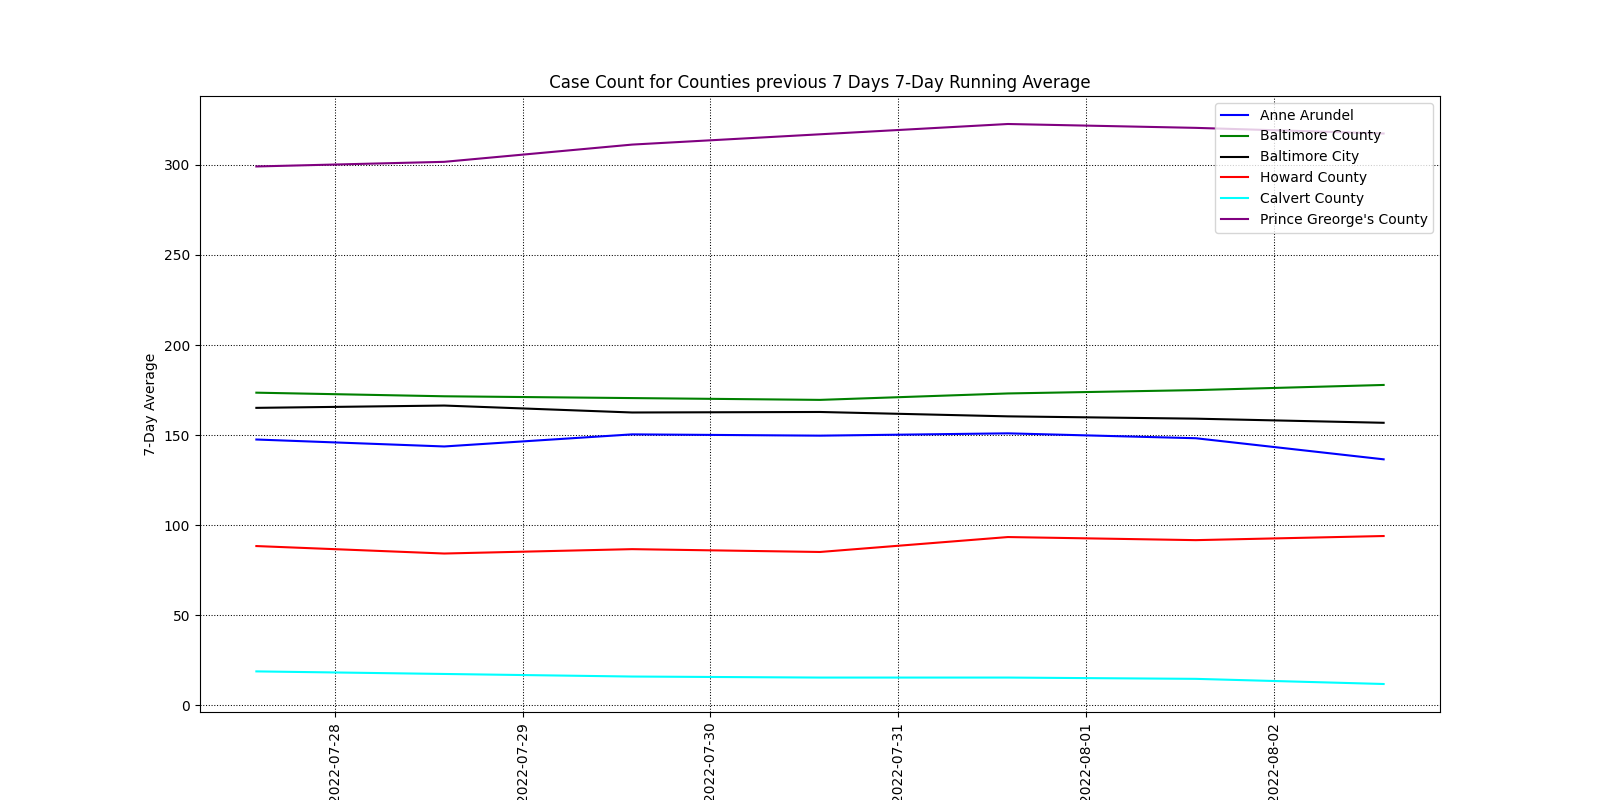 Case Count for Counties previous 7 Days 7-Day Running Average
Anne Arundel
Baltimore County
Baltimore City
Howard County
Calvert County
Prince Greorge's County
7-Day Average
300
250
200
150
100
50
0
2022-07-28
2022-07-29
2022-07-30
2022-07-31
2022-08-01
2022-08-02